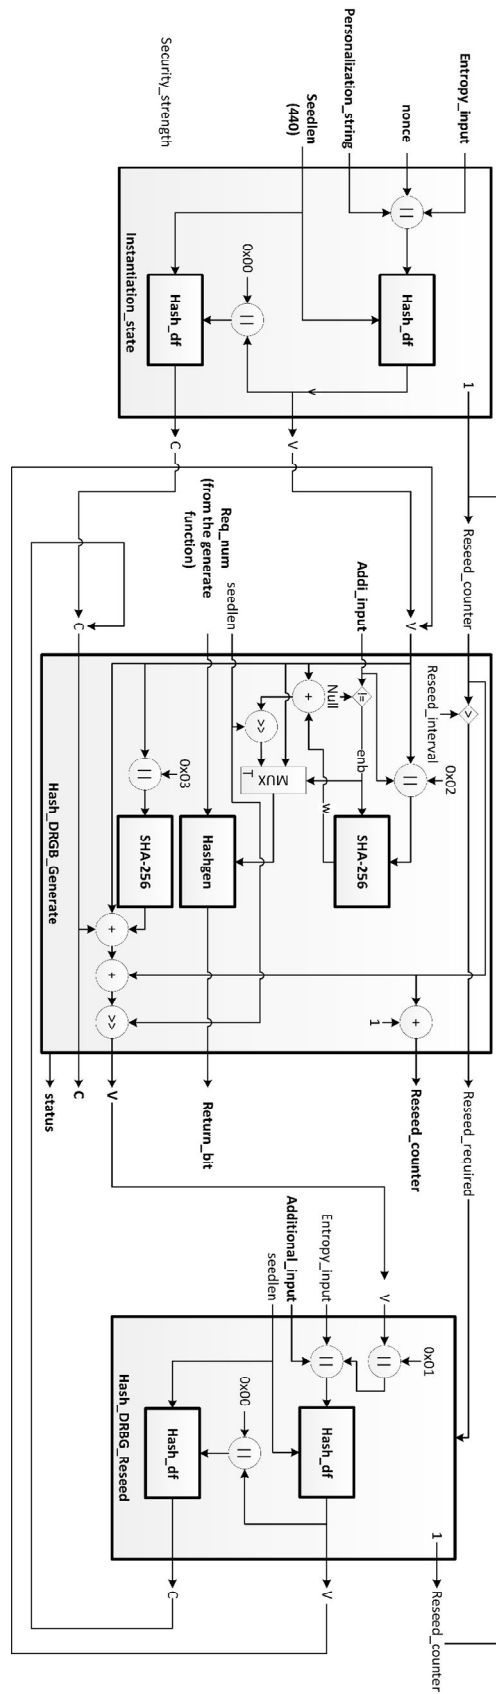 Entropy_input
nonce
Personalization_string
Seedlen
(440)
Security_strength
||
Hash_df
1
0x00
||
Hash_df
V
Instantiation_state
Reseed_counter
V
C
Reseed_counter
V
Addi_input
Req_num
(from the generate
function)
seedlen
C
>
Reseed_interval
0x02
||
!=
Null
enb
SHA-256
w
+
>>
MUX
T
Hashgen
0x03
||
SHA-256
+
+
>>
+
1
Hash_DRGB_Generate
Reseed_required
Reseed_counter
Return_bit
V
C
status
V
Entropy_input
Additional_input
seedlen
0x01
||
||
Hash_df
0x00
||
Hash_df
1
Hash_DRBG_Reseed
Reseed_counter
V
C